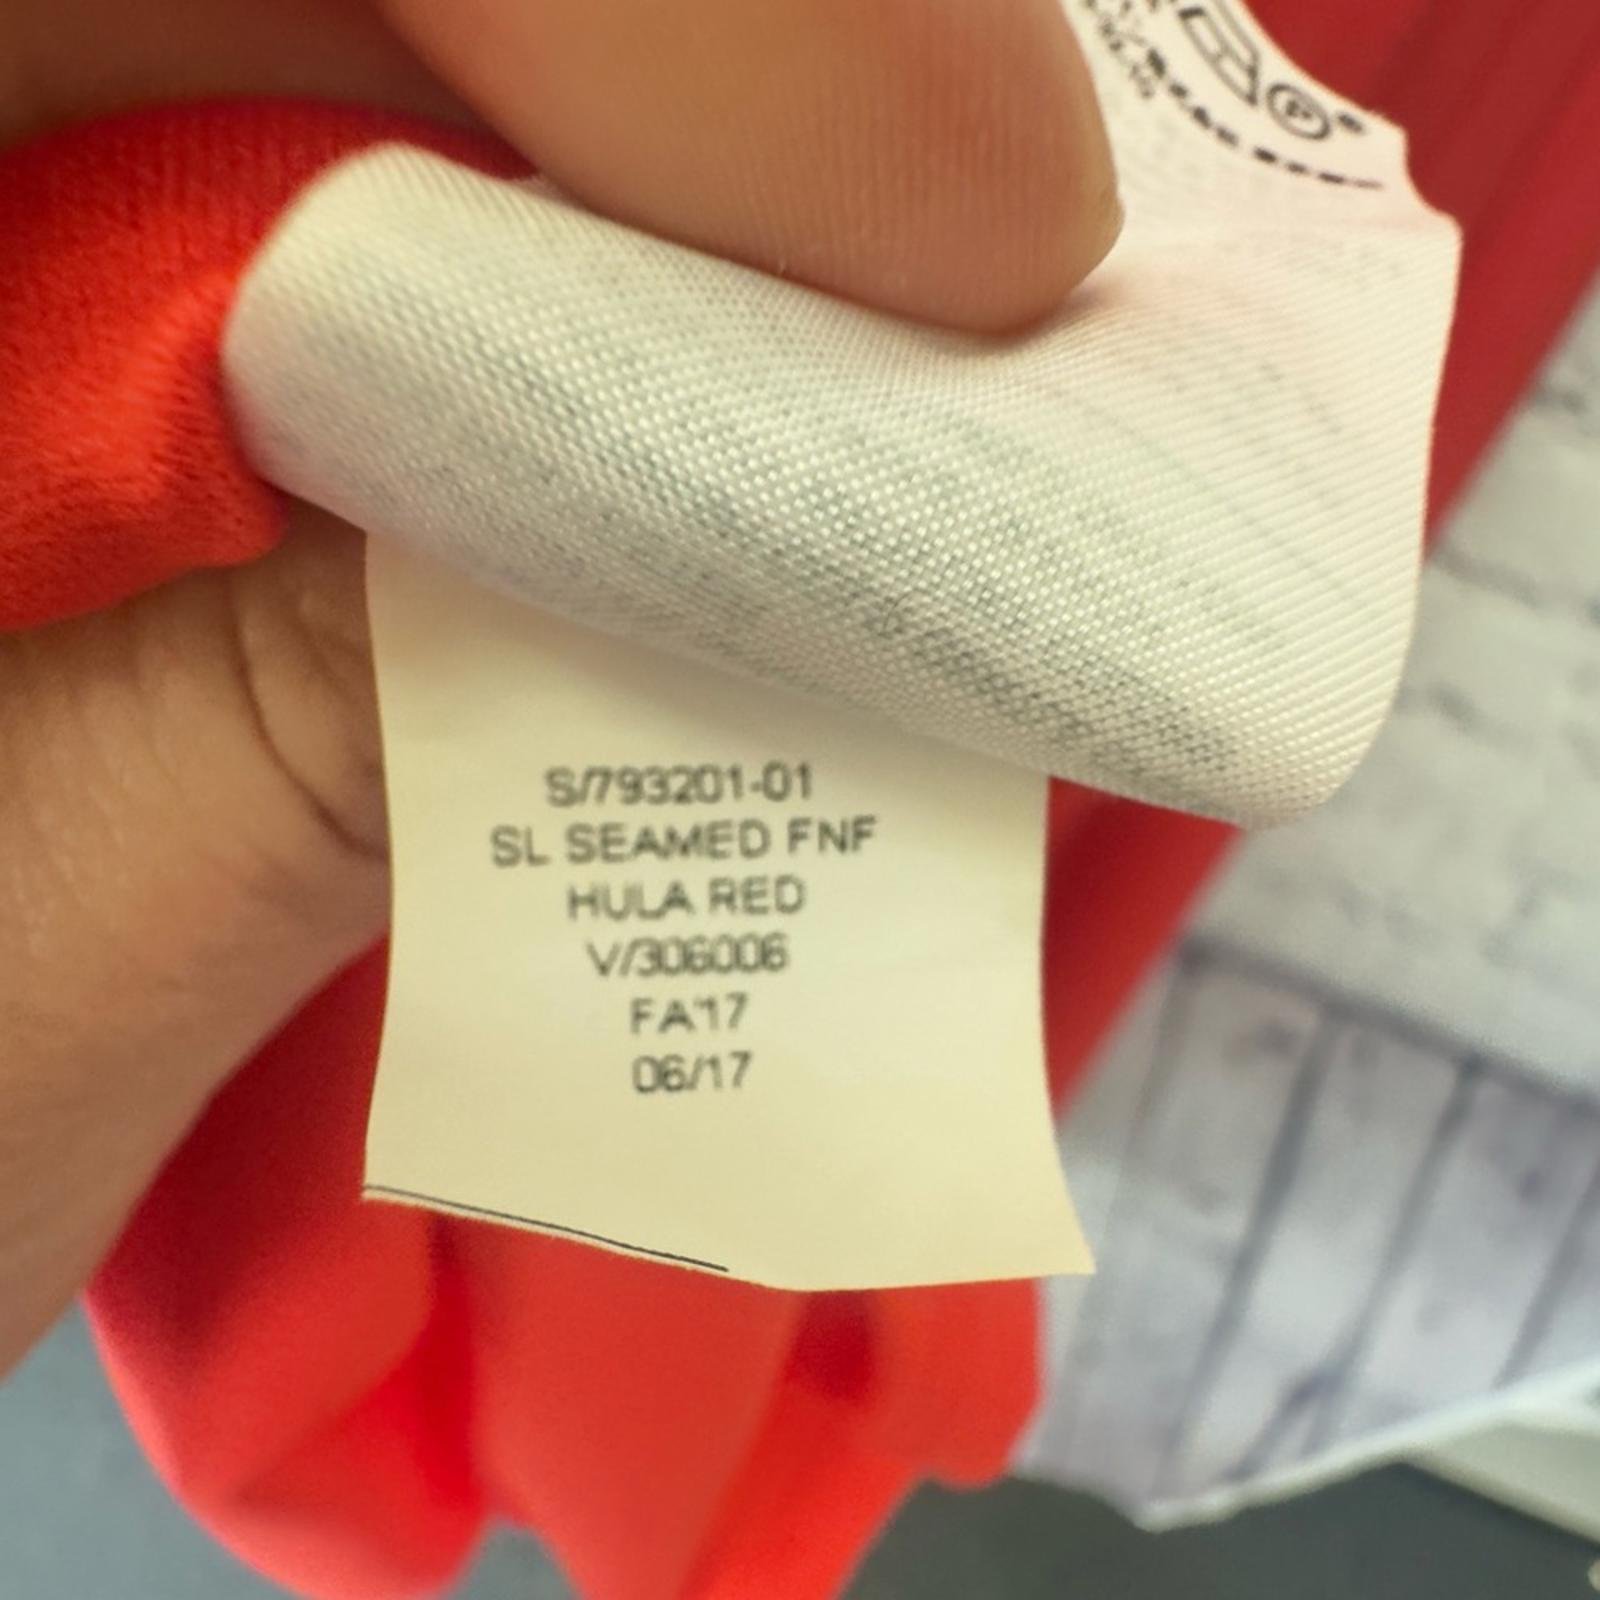 S/793201-01
SL SEAMED FNF
HULA RED
V/306006
FA'17
06/17